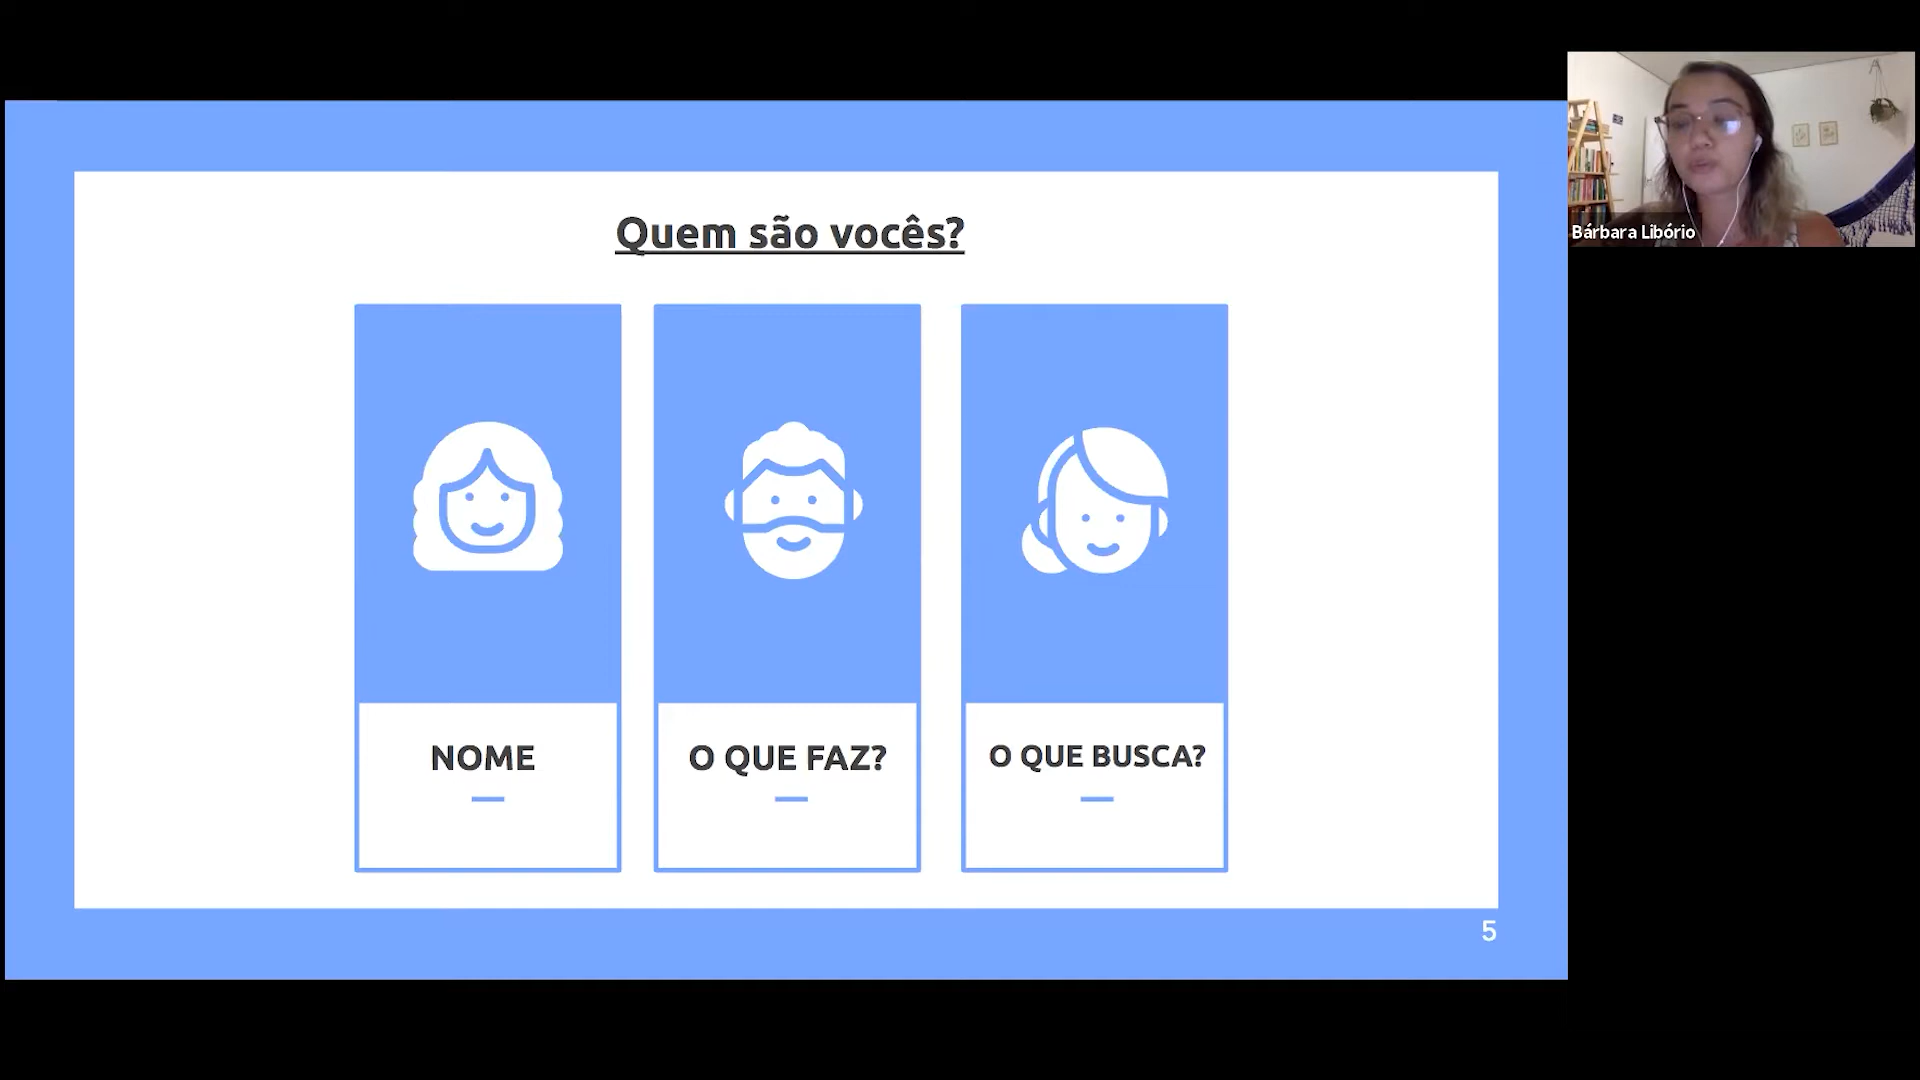 Quem são vocês?
NOME
O QUE FAZ?
O QUE BUSCA?
5
Bárbara Libório